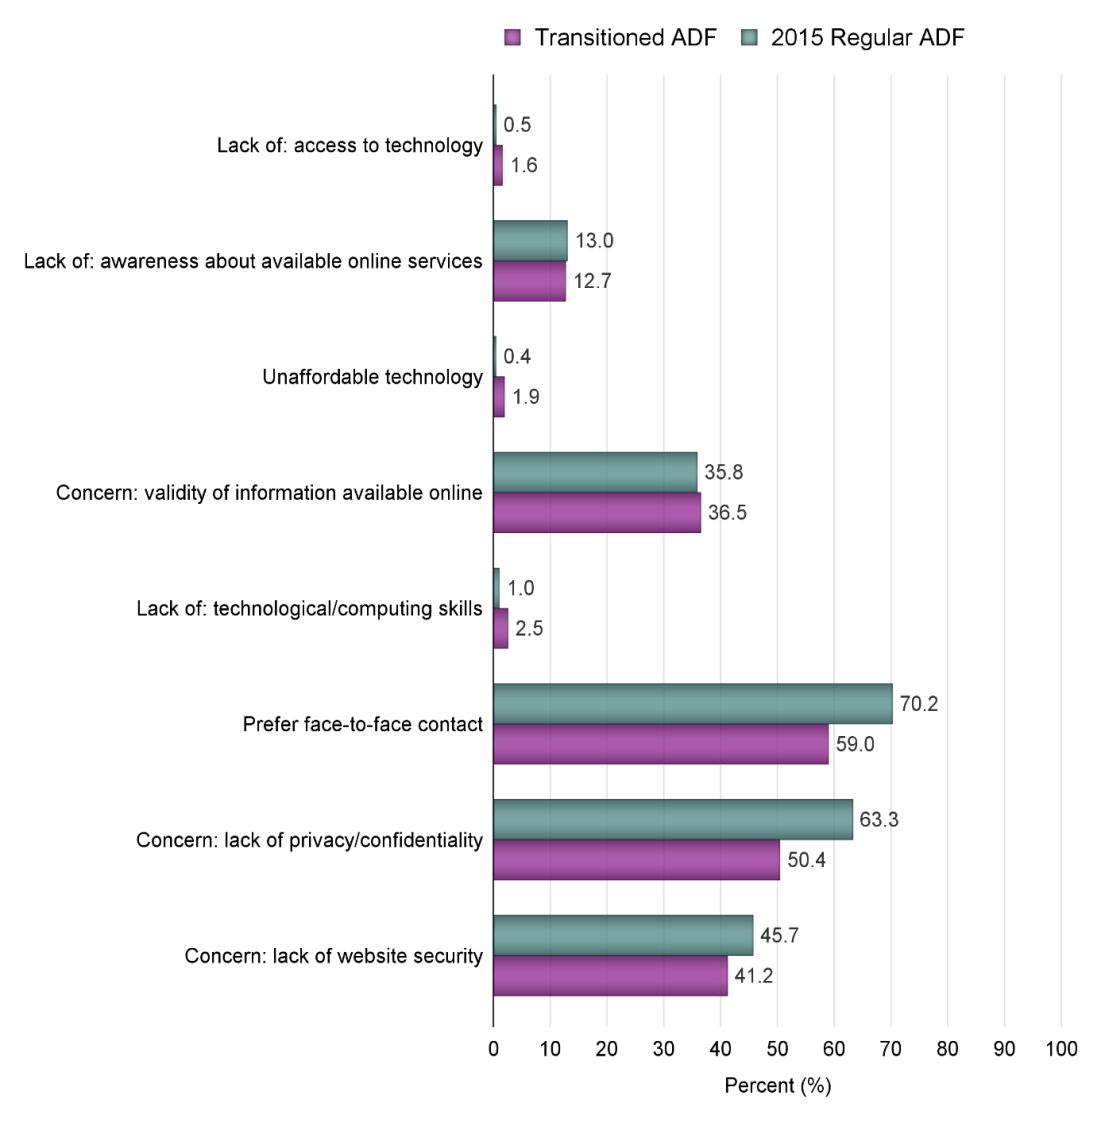 Transitioned ADF 2015 Regular ADF
Lack of: access to technology
0.5
1.6
Lack of: awareness about available online services
13.0
12.7
Unaffordable technology
0.4
1.9
Concern: validity of information available online
35.8
36.5
Lack of: technological/computing skills
1.0
2.5
Prefer face-to-face contact
70.2
59.0
Concern: lack of privacy/confidentiality
63.3
50.4
Concern: lack of website security
45.7
41.2
0 10 20 30 40 50 60 70 80 90 100
Percent (%)